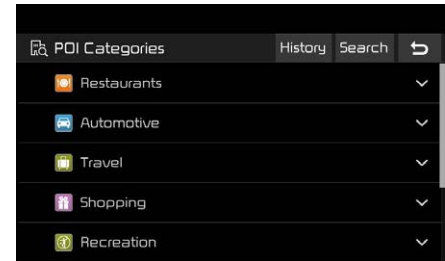 POI Categories History Search
Restaurants
Automotive
Travel
Shopping
Recreation